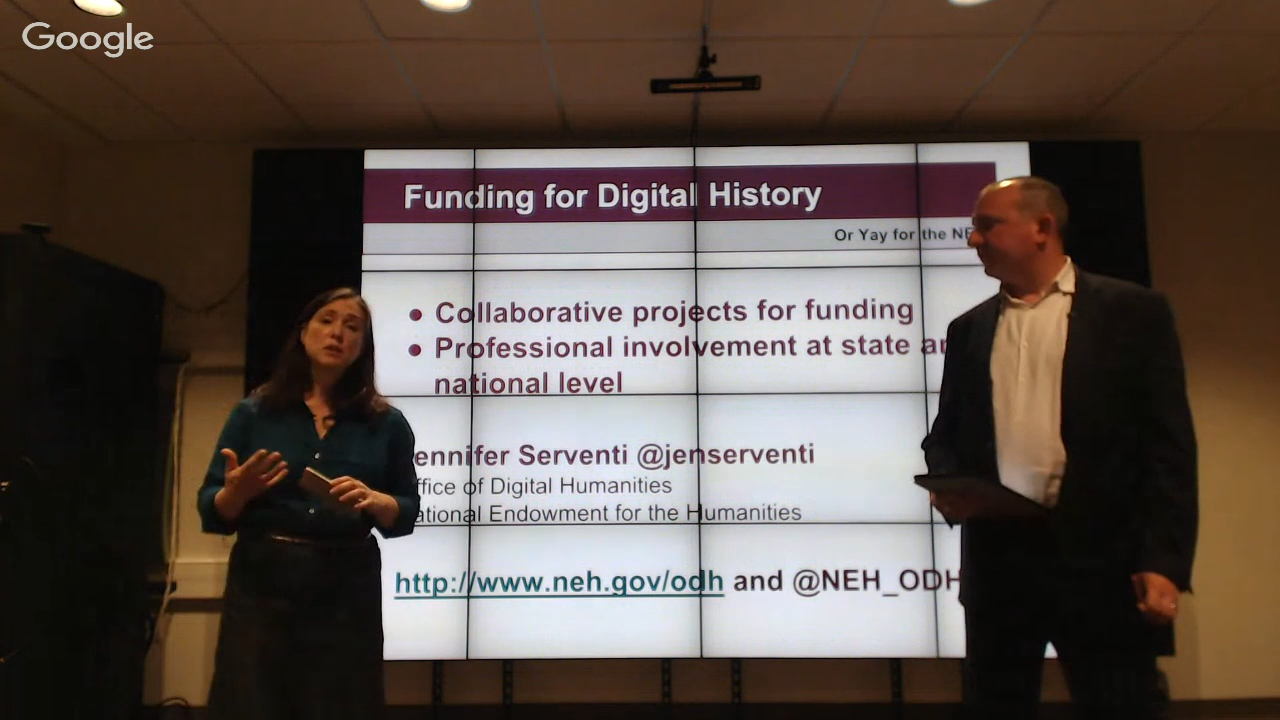 Google
Funding for Digital History
Or Yay for the NE
• Collaborative projects for funding
• Professional involvement at state
national level
ennifer Serventi @jenserventi
ffice of Digital Humanities
ational Endowment for the Humanities
http://www.neh.gov/odh and @NEH_ODH